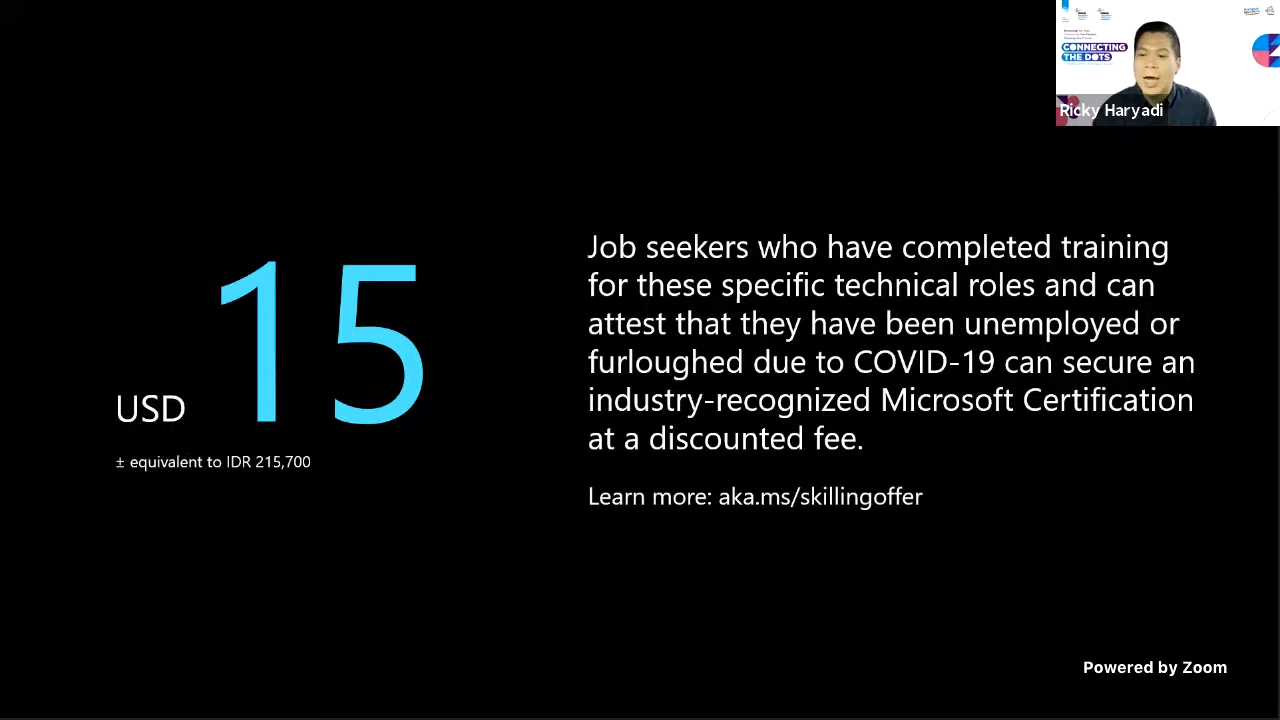 CONNECTING
THE DOTS
Ricky Haryadi
USD 15
± equivalent to IDR 215,700
Job seekers who have completed training
for these specific technical roles and can
attest that they have been unemployed or
furloughed due to COVID-19 can secure an
industry-recognized Microsoft Certification
at a discounted fee.
Learn more: aka.ms/skillingoffer
Powered by Zoom